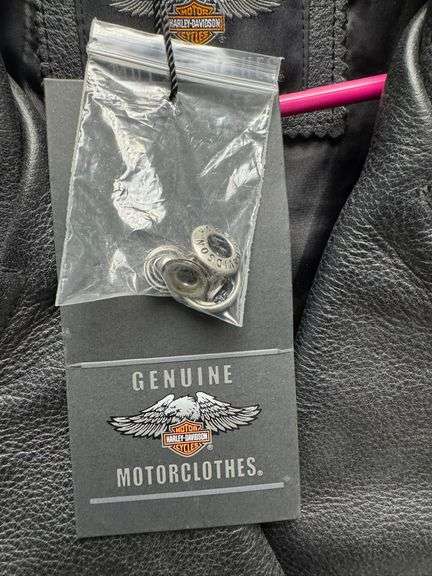 MOTOR
HARLEY-DAVIDSON
CYCLES
GENUINE
MOTOR
HARLEY-DAVIDSON
CYCLES
®
MOTORCLOTHES®